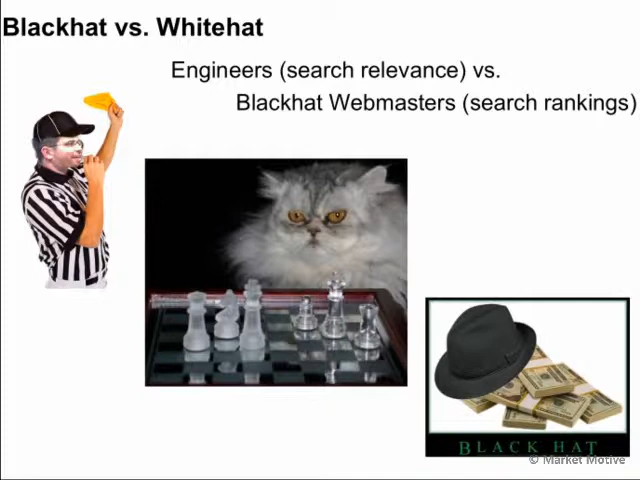 Blackhat vs. Whitehat
Engineers (search relevance) vs.
Blackhat Webmasters (search rankings)
BLACK HAT
© Market Motive